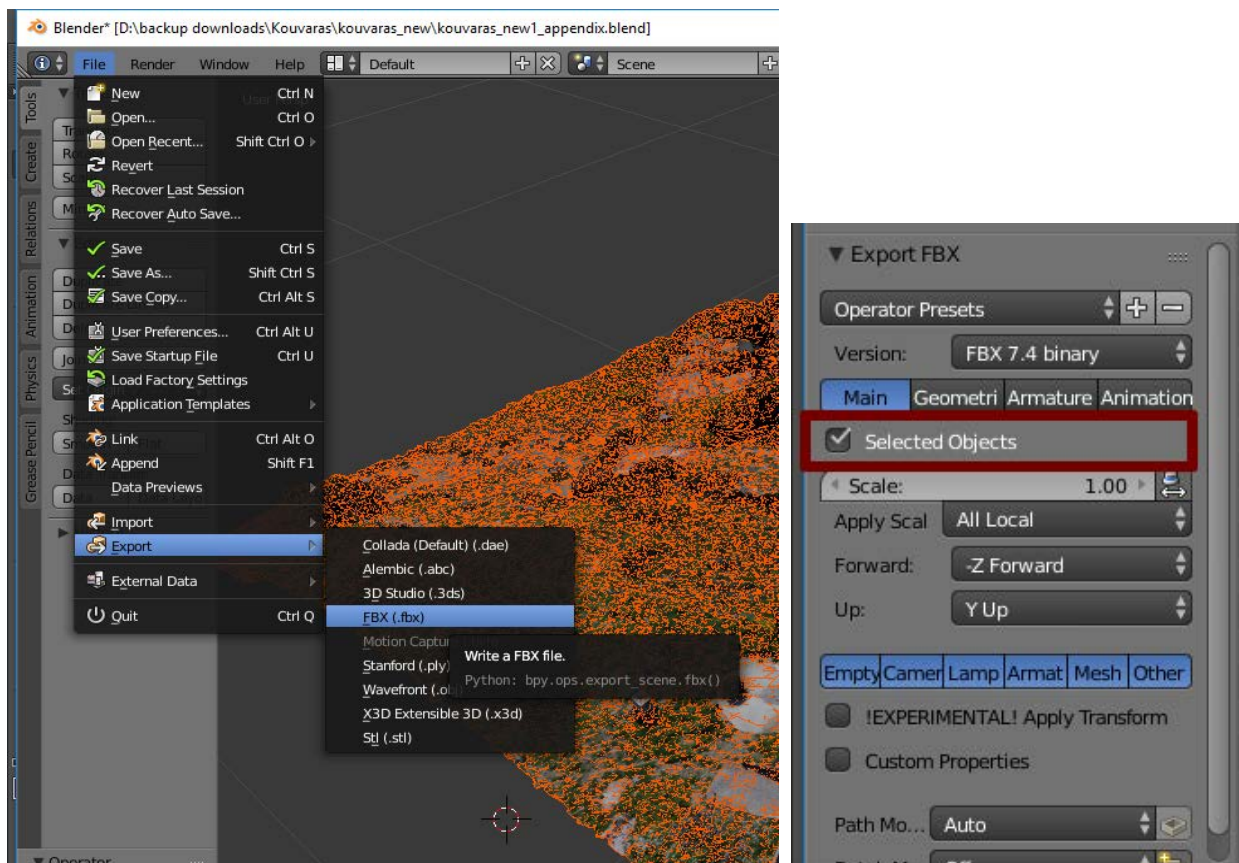 Blender* [D:\backup downloads\Kouvaras\kouvaras_new\kouvaras_new1_appendix.blend]
File Render Window Help Default Scene
New Ctrl N
Open... Ctrl O
Open Recent... Shift Ctrl O
Revert
Recover Last Session
Recover Auto Save...
Save Ctrl S
Save As... Shift Ctrl S
Save Copy... Ctrl Alt S
User Preferences... Ctrl Alt U
Save Startup File Ctrl U
Load Factory Settings
Application Templates
Link Ctrl Alt O
Append Shift F1
Data Previews
Import
Export
External Data
Quit Ctrl Q
Collada (Default) (.dae)
Alembic (.abc)
3D Studio (.3ds)
FBX (.fbx)
Motion Captu
Stanford (.ply)
Wavefront (.ob
X3D Extensible 3D (.x3d)
Stl (.stl)
Write a FBX file.
Python: bpy.ops.export_scene.fbx()
Tools
Create
Relations
Animation
Physics
Grease Pencil
Operator
Export FBX
Operator Presets
Version: FBX 7.4 binary
Main Geometri Armature Animation
Selected Objects
Scale: 1.00
Apply Scal All Local
Forward: -Z Forward
Up: Y Up
Empty Camer Lamp Armat Mesh Other
!EXPERIMENTAL! Apply Transform
Custom Properties
Path Mo... Auto